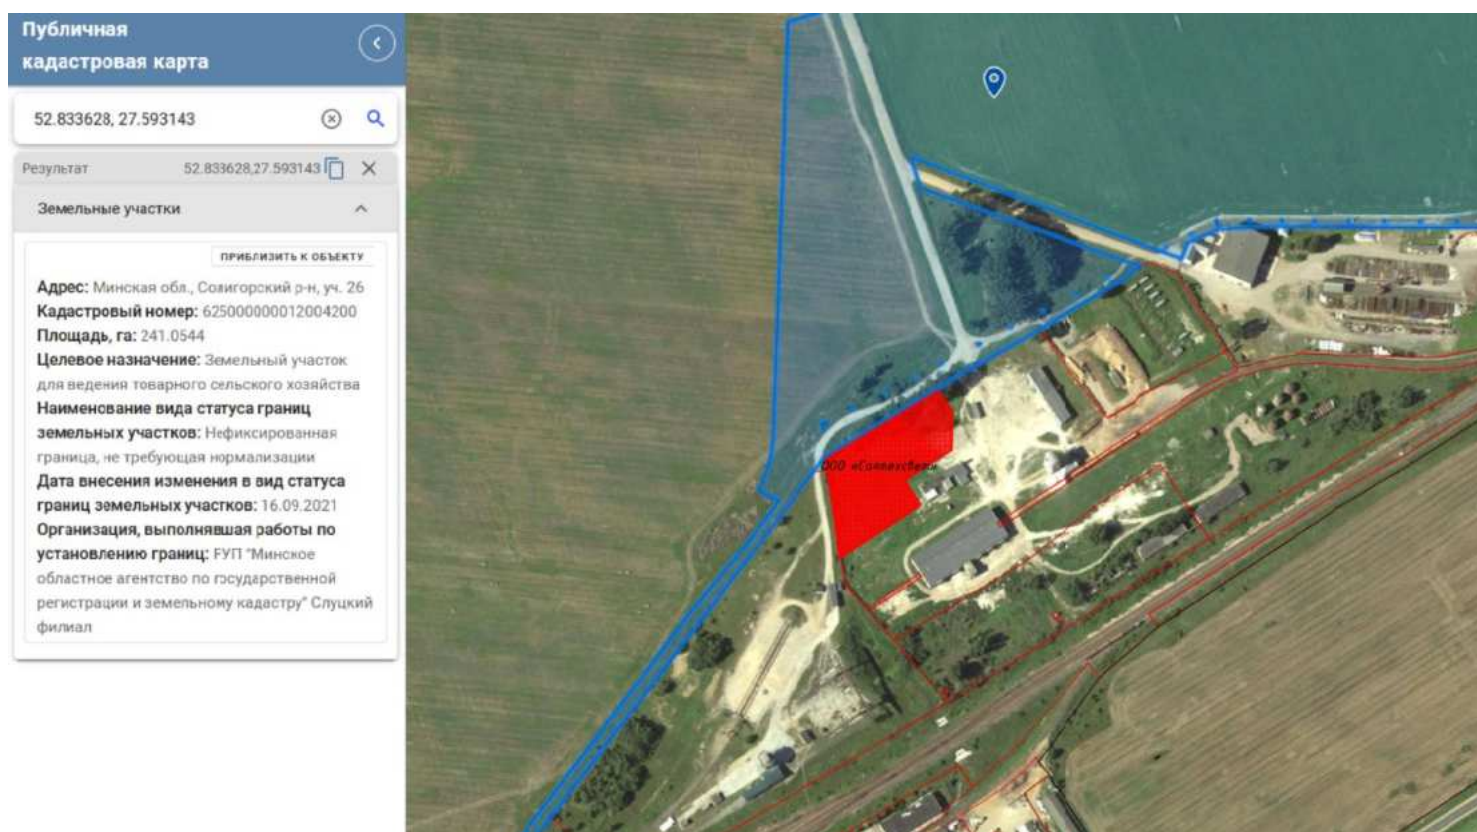 Публичная
кадастровая карта
52.833628, 27.593143
Результат 52.833628,27.593143
Земельные участки
ПРИБЛИЗИТЬ К ОБЪЕКТУ
Адрес: Минская обл., Солигорский р-н, уч. 26
Кадастровый номер: 625000000012004200
Площадь, га: 241.0544
Целевое назначение: Земельный участок
для ведения товарного сельского хозяйства
Наименование вида статуса границ
земельных участков: Нефиксированная
граница, не требующая нормализации
Дата внесения изменения в вид статуса
границ земельных участков: 16.09.2021
Организация, выполнявшая работы по
установлению границ: РУП "Минское
областное агентство по государственной
регистрации и земельному кадастру" Слуцкий
филиал
ООО